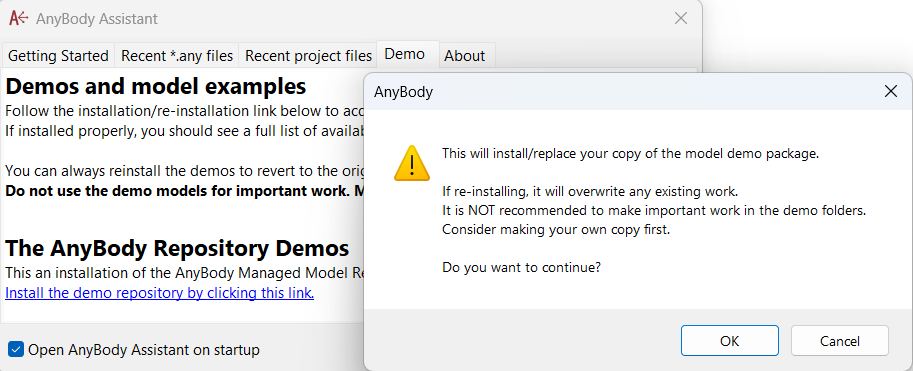 AnyBody Assistant
Getting Started
Recent *.any files
Recent project files
Demo
About
Demos and model examples
Follow the installation/re-installation link below to acc
If installed properly, you should see a full list of availab
You can always reinstall the demos to revert to the orig
Do not use the demo models for important work. M
The AnyBody Repository Demos
This an installation of the AnyBody Managed Model Re
Install the demo repository by clicking this link.
Open AnyBody Assistant on startup
AnyBody
This will install/replace your copy of the model demo package.
If re-installing, it will overwrite any existing work.
It is NOT recommended to make important work in the demo folders.
Consider making your own copy first.
Do you want to continue?
OK
Cancel